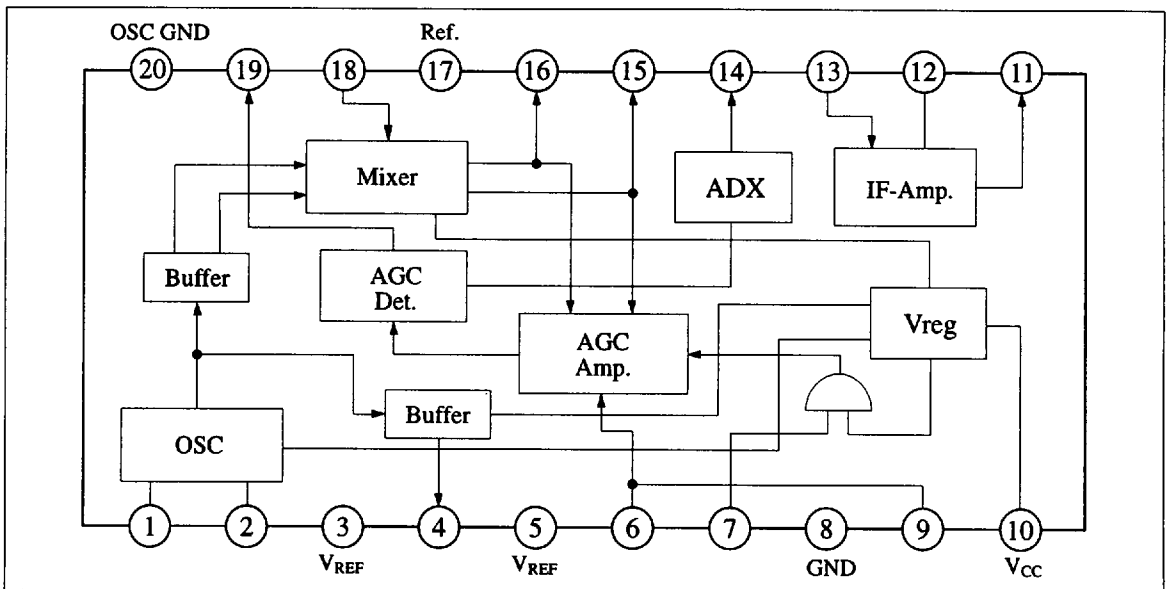 OSC GND
Ref.
20
19
18
17
16
15
14
13
12
11
Mixer
ADX
IF-Amp.
Buffer
AGC
Det.
AGC
Amp.
Vreg
Buffer
OSC
1
2
3
4
5
6
7
8
9
10
VREF
VREF
GND
VCC